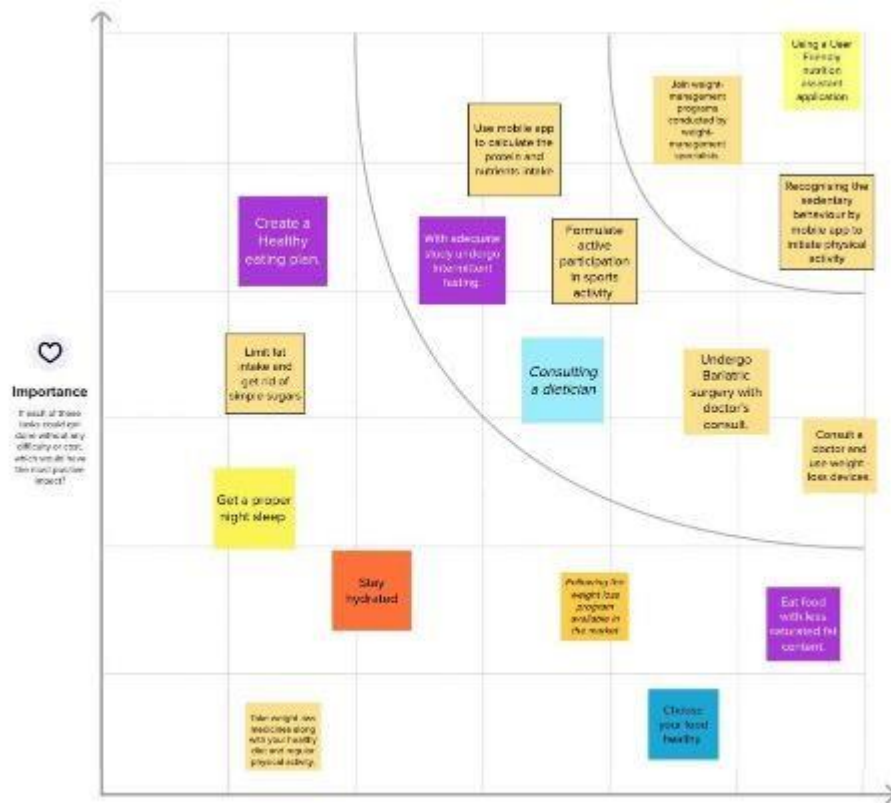 Using a User
Friendly
nutrition
assistant
application
Join weight-
management
programs
conducted by
weight-
management
specialists
Use mobile app
to calculate the
protein and
nutrients intake
Recognising the
sedentary
behaviour by
mobile app to
initiate physical
activity
Create a
Healthy
eating plan.
With adequate
study undergo
Intermittent
fasting.
Formulate
active
participation
in sports
activity
Limit fat
intake and
get rid of
simple sugars
Consulting
a dietician
Undergo
Bariatric
surgery with
doctor's
consult.
Importance
If each of these
tasks could get
done without any
difficulty or cost,
which would have
the most positive
impact?
Consult a
doctor and
use weight-
loss devices.
Get a proper
night sleep
Stay
hydrated
Following the
weight loss
program
available in
the market
Eat food
with less
saturated fat
content.
Take weight-loss
medicines along
with your healthy
diet and regular
physical activity.
Choose
your food
healthy